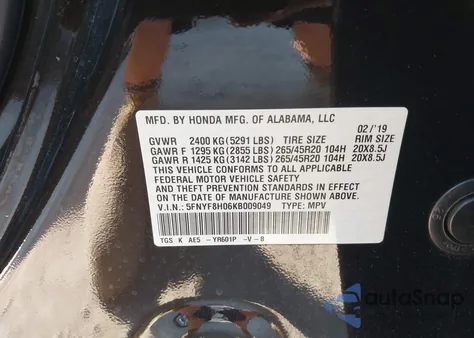 MFD. BY HONDA MFG. OF ALABAMA, LLC 02/'19
GVWR 2400 KG (5291 LBS) TIRE SIZE RIM SIZE
GAWR F 1295 KG (2855 LBS) 265/45R20 104H 20X8.5J
GAWR R 1425 KG (3142 LBS) 265/45R20 104H 20X8.5J
THIS VEHICLE CONFORMS TO ALL APPLICABLE
FEDERAL MOTOR VEHICLE SAFETY, BUMPER,
AND THEFT PREVENTION STANDARDS IN EFFECT
ON THE DATE OF MANUFACTURE SHOWN ABOVE.
V.I.N.: 5FNYF8H06KB009049 TYPE: MPV
TGS K AE5 - YR601P -V - B
autoSnap